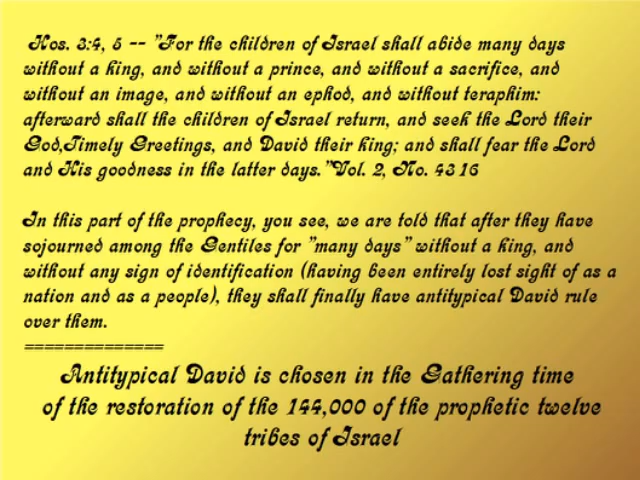 Hos. 3:4, 5 -- "For the children of Israel shall abide many days
without a king, and without a prince, and without a sacrifice, and
without an image, and without an ephod, and without teraphim:
afterward shall the children of Israel return, and seek the Lord their
God,Timely Greetings, and David their king; and shall fear the Lord
and His goodness in the latter days."Vol. 2, No. 43 16
In this part of the prophecy, you see, we are told that after they have
sojourned among the Gentiles for "many days" without a king, and
without any sign of identification (having been entirely lost sight of as a
nation and as a people), they shall finally have antitypical David rule
over them.
==============
Antitypical David is chosen in the Gathering time
of the restoration of the 144,000 of the prophetic twelve
tribes of Israel